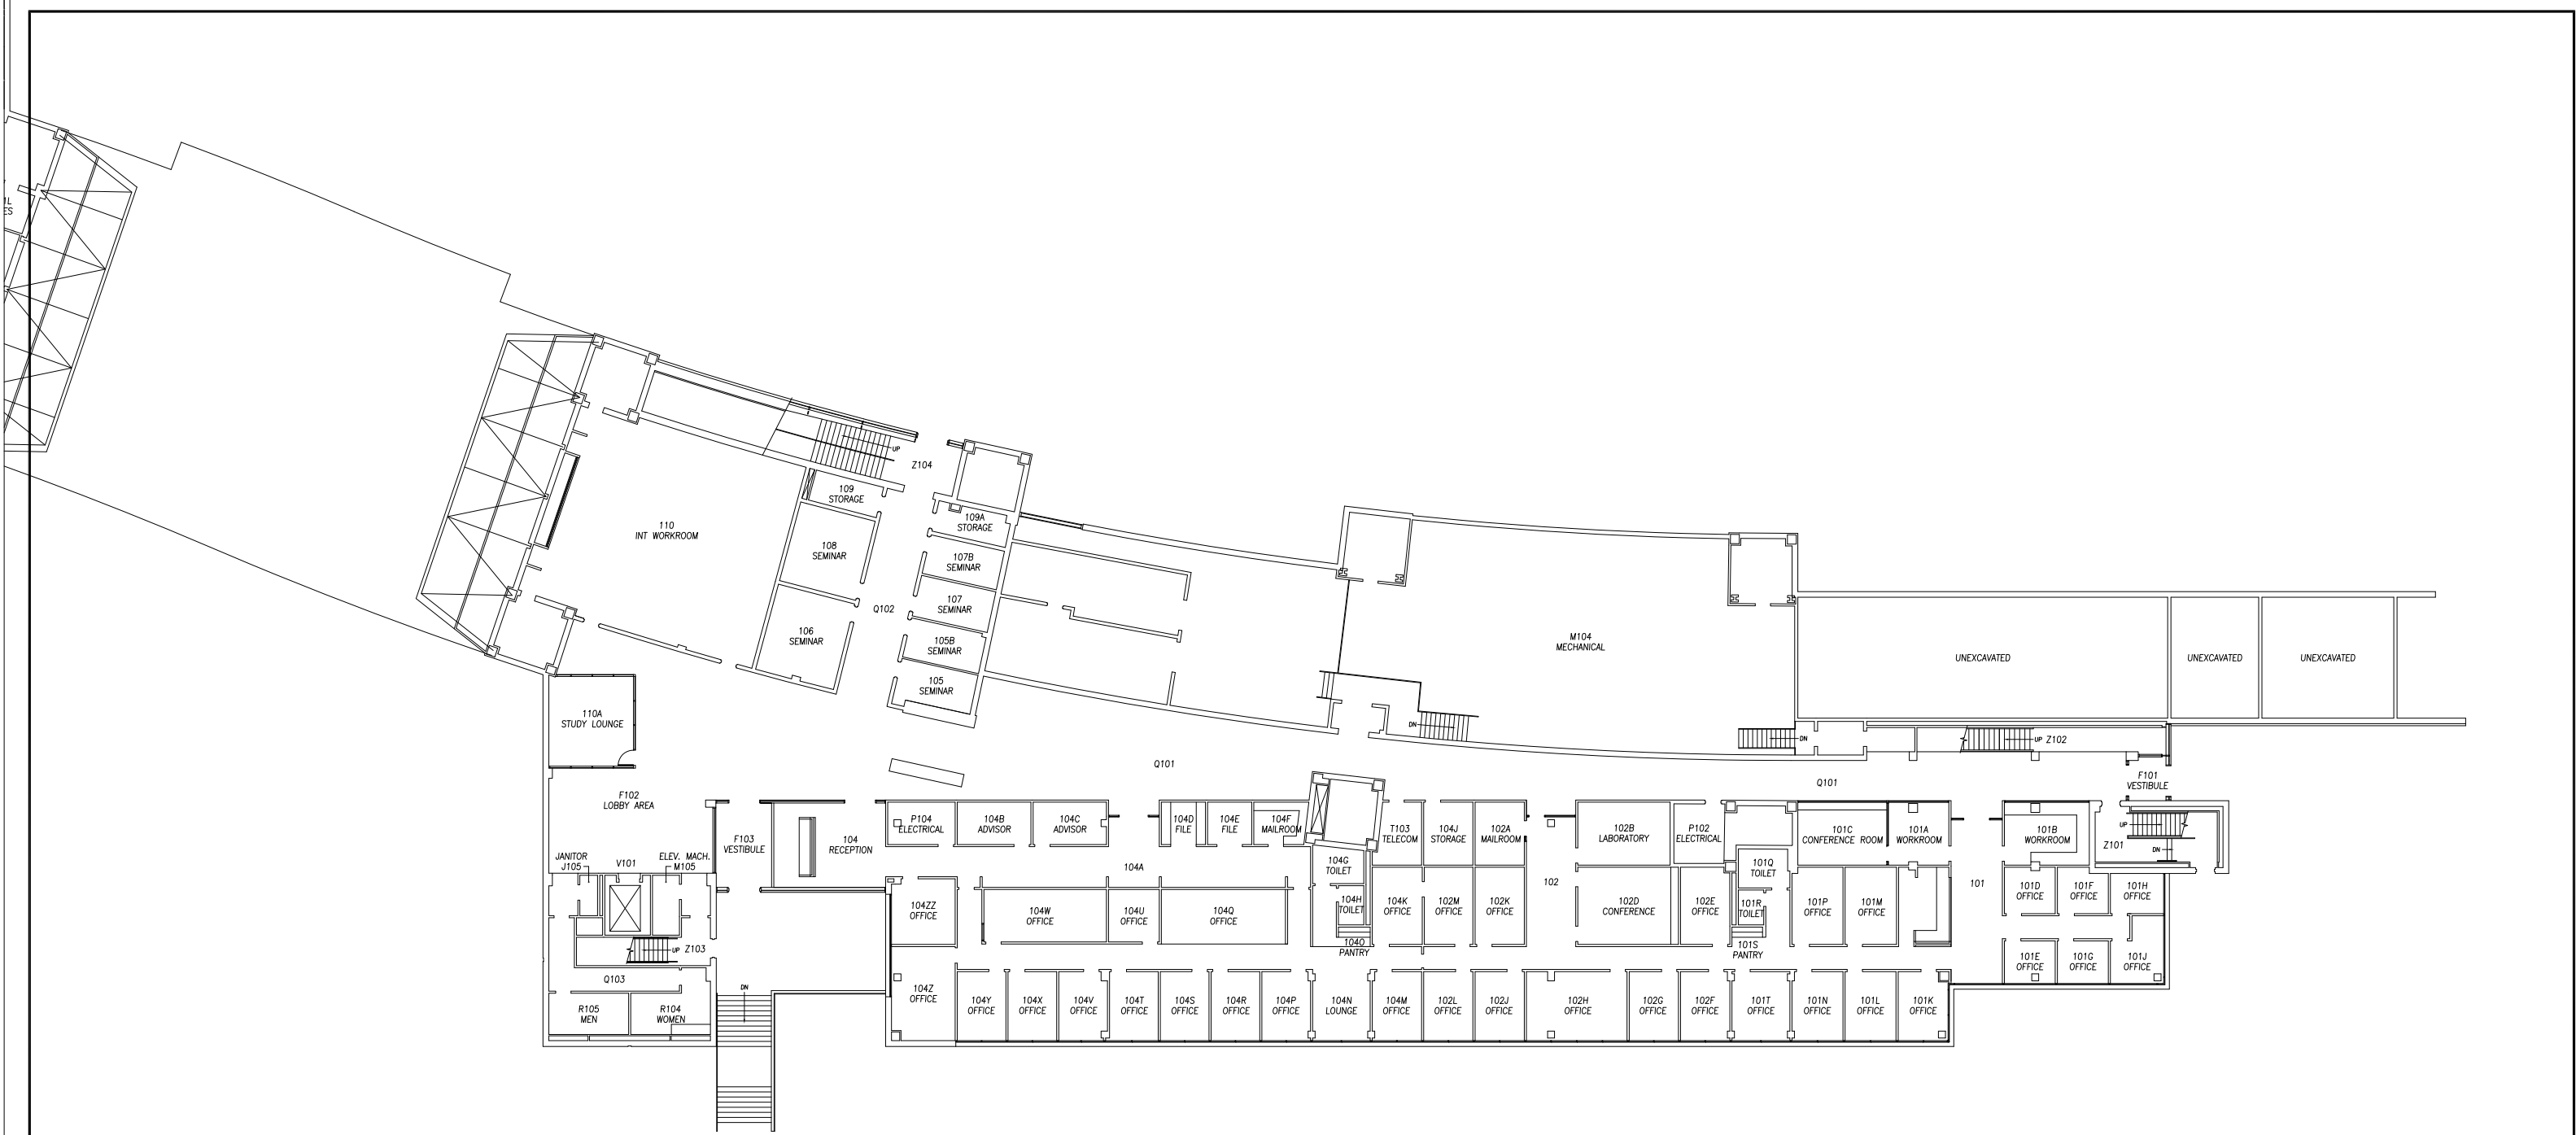 ES
UP
Z104
109
STORAGE
109A
STORAGE
110
INT WORKROOM
108
SEMINAR
107B
SEMINAR
107
SEMINAR
Q102
106
SEMINAR
105B
SEMINAR
105
SEMINAR
M104
MECHANICAL
UNEXCAVATED
UNEXCAVATED
UNEXCAVATED
110A
STUDY LOUNGE
DN
DN
UP Z102
Q101
Q101
F101
VESTIBULE
F102
LOBBY AREA
F103
VESTIBULE
104
RECEPTION
P104
ELECTRICAL
104B
ADVISOR
104C
ADVISOR
104D
FILE
104E
FILE
104F
MAILROOM
T103
TELECOM
104J
STORAGE
102A
MAILROOM
102B
LABORATORY
P102
ELECTRICAL
101C
CONFERENCE ROOM
101A
WORKROOM
101B
WORKROOM
UP
Z101
DN
JANITOR
J105
V101
ELEV. MACH.
M105
104A
104G
TOILET
101Q
TOILET
102
101
104ZZ
OFFICE
104W
OFFICE
104U
OFFICE
104Q
OFFICE
104H
TOILET
104K
OFFICE
102M
OFFICE
102K
OFFICE
102D
CONFERENCE
102E
OFFICE
101R
TOILET
101P
OFFICE
101M
OFFICE
101D
OFFICE
101F
OFFICE
101H
OFFICE
UP Z103
104O
PANTRY
101S
PANTRY
101E
OFFICE
101G
OFFICE
101J
OFFICE
Q103
DN
104Z
OFFICE
104Y
OFFICE
104X
OFFICE
104V
OFFICE
104T
OFFICE
104S
OFFICE
104R
OFFICE
104P
OFFICE
104N
LOUNGE
104M
OFFICE
102L
OFFICE
102J
OFFICE
102H
OFFICE
102G
OFFICE
102F
OFFICE
101T
OFFICE
101N
OFFICE
101L
OFFICE
101K
OFFICE
R105
MEN
R104
WOMEN